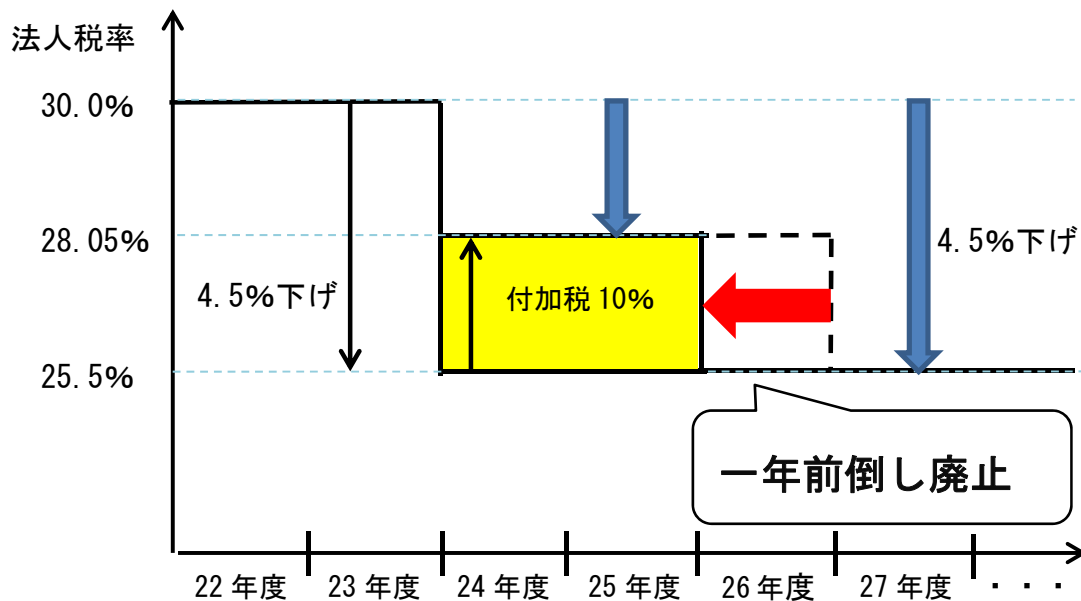 法人税率
30.0%
28.05%
4.5%下げ
4.5%下げ
付加税 10%
25.5%
一年前倒し廃止
22 年度
23 年度
24 年度
25 年度
26 年度
27 年度
・・・